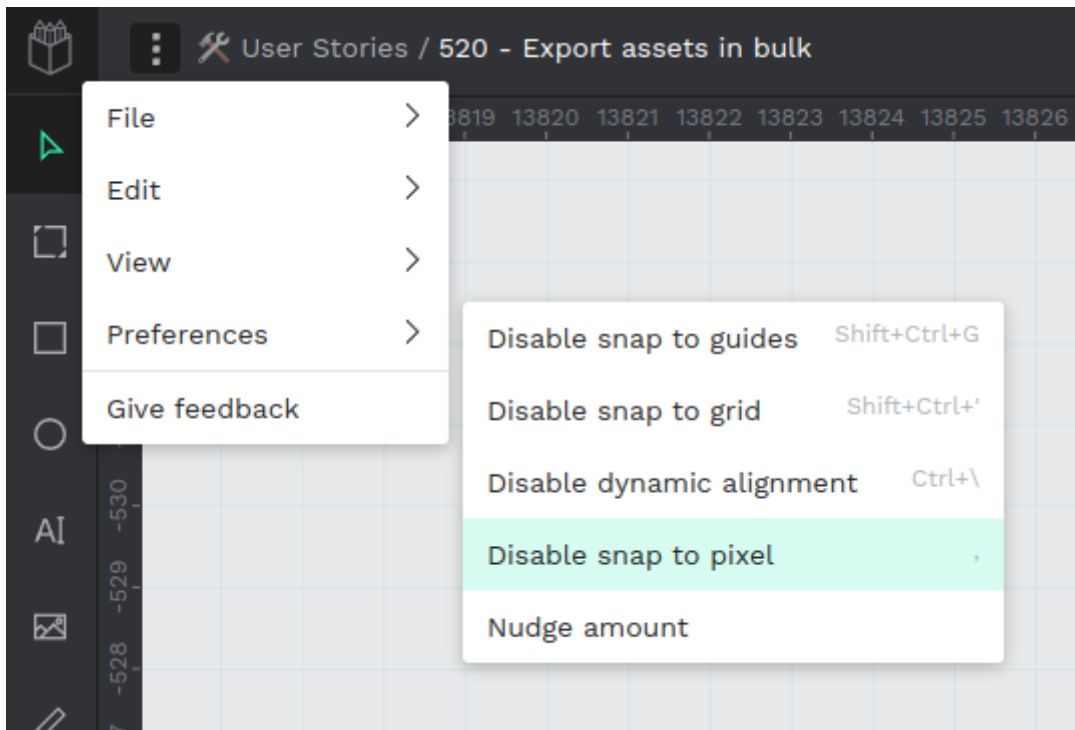 User Stories / 520 - Export assets in bulk
13820 13821 13822 13823 13824 13825 13826
File
Edit
View
Preferences
Give feedback
Disable snap to guides Shift+Ctrl+G
Disable snap to grid Shift+Ctrl+'
Disable dynamic alignment Ctrl+\
Disable snap to pixel ,
Nudge amount
-530
AI
-529
-528